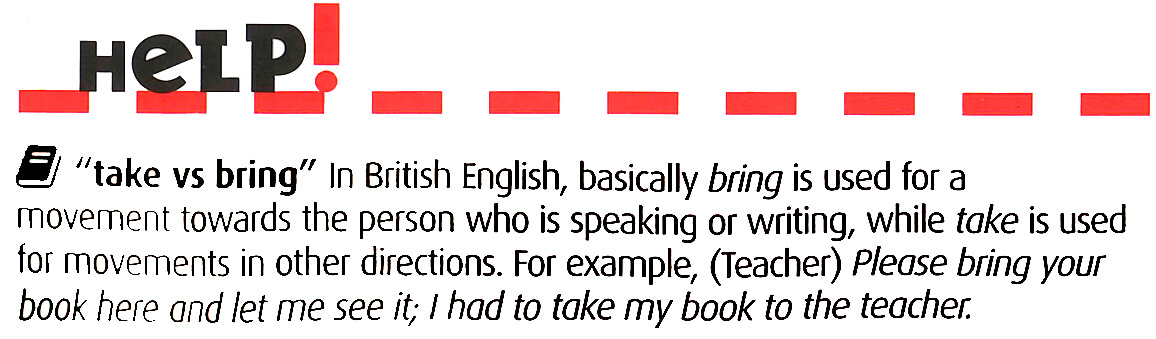 HeLP!
"take vs bring" In British English, basically bring is used for a
movement towards the person who is speaking or writing, while take is used
for movements in other directions. For example, (Teacher) Please bring your
book here and let me see it; I had to take my book to the teacher.